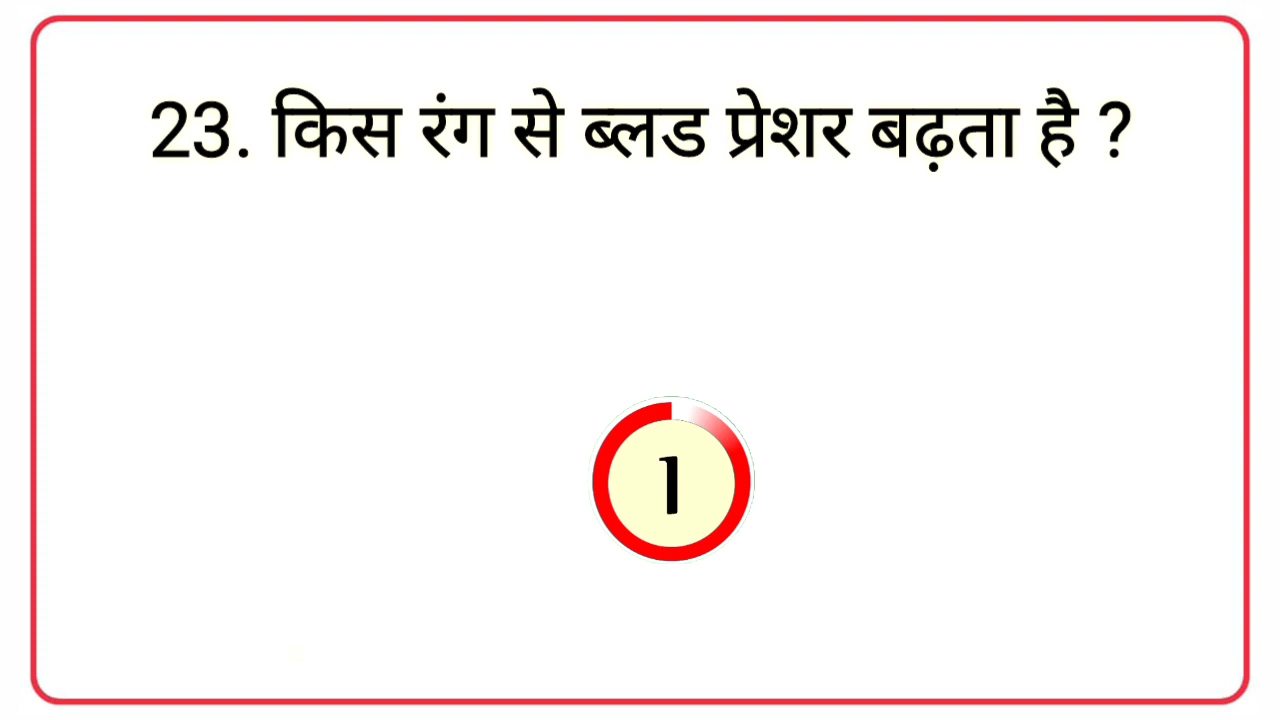 23. किस रंग से ब्लड प्रेशर बढ़ता है ?
1